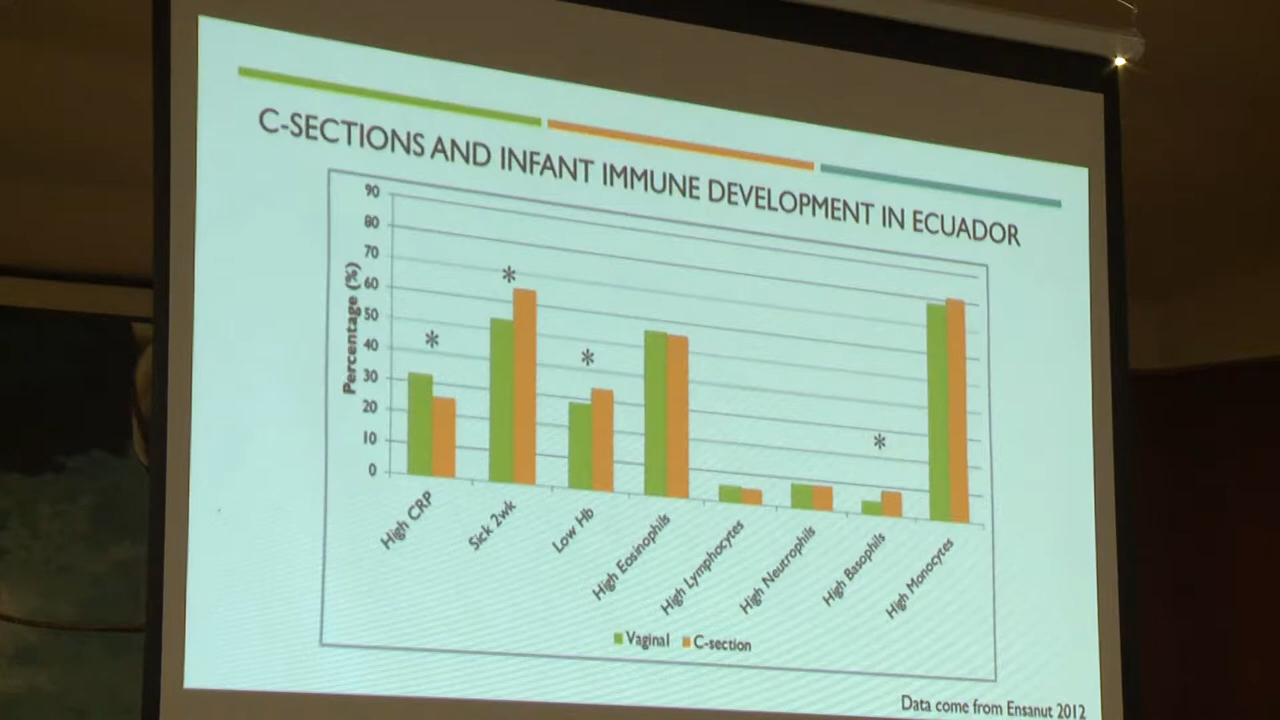 C-SECTIONS AND INFANT IMMUNE DEVELOPMENT IN ECUADOR
Percentage (%)
90
80
70
60
50
40
30
20
10
0
*
*
*
*
High CRP
Sick 2wk
Low Hb
High Eosinophils
High Lymphocytes
High Neutrophils
High Basophils
High Monocytes
Vaginal
C-section
Data come from Ensanut 2012